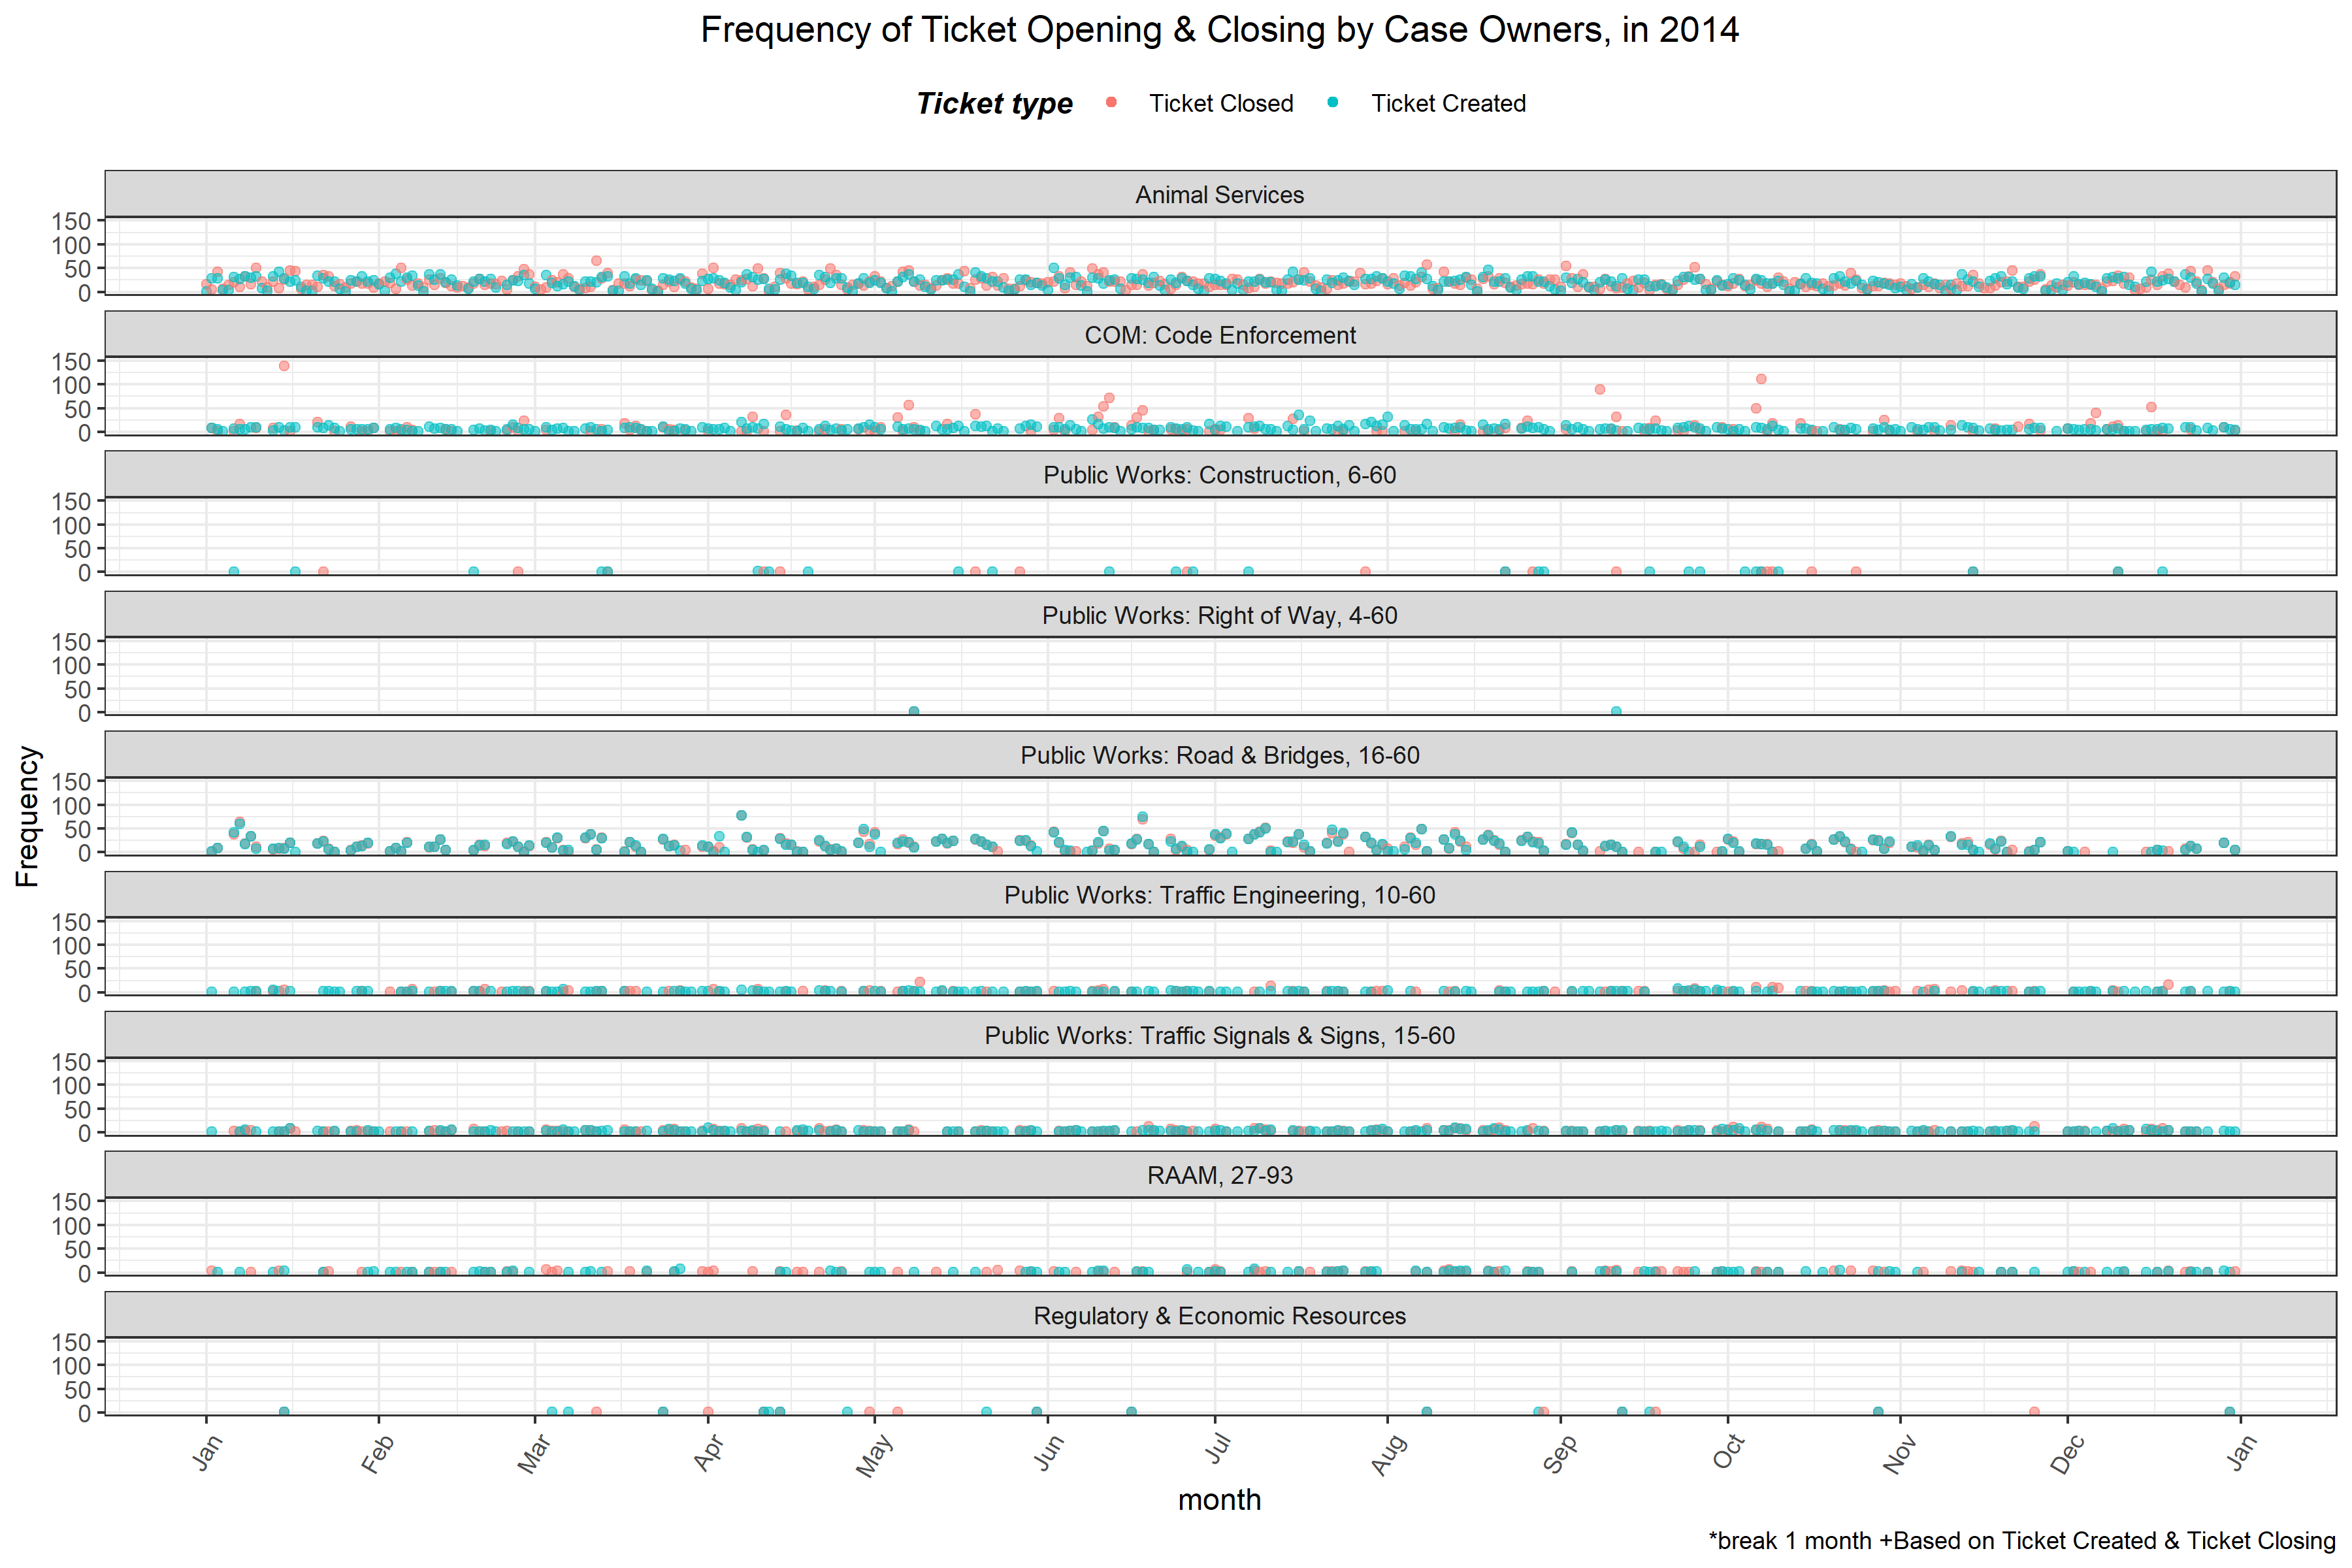 Frequency of Ticket Opening & Closing by Case Owners, in 2014
Ticket type Ticket Closed Ticket Created
Animal Services
150
100
50
0
COM: Code Enforcement
150
100
50
0
Public Works: Construction, 6-60
150
100
50
0
Public Works: Right of Way, 4-60
150
100
50
0
Public Works: Road & Bridges, 16-60
150
100
50
0
Public Works: Traffic Engineering, 10-60
150
100
50
0
Public Works: Traffic Signals & Signs, 15-60
150
100
50
0
RAAM, 27-93
150
100
50
0
Regulatory & Economic Resources
150
100
50
0
Frequency
Jan Feb Mar Apr May Jun Jul Aug Sep Oct Nov Dec Jan
month
*break 1 month +Based on Ticket Created & Ticket Closing